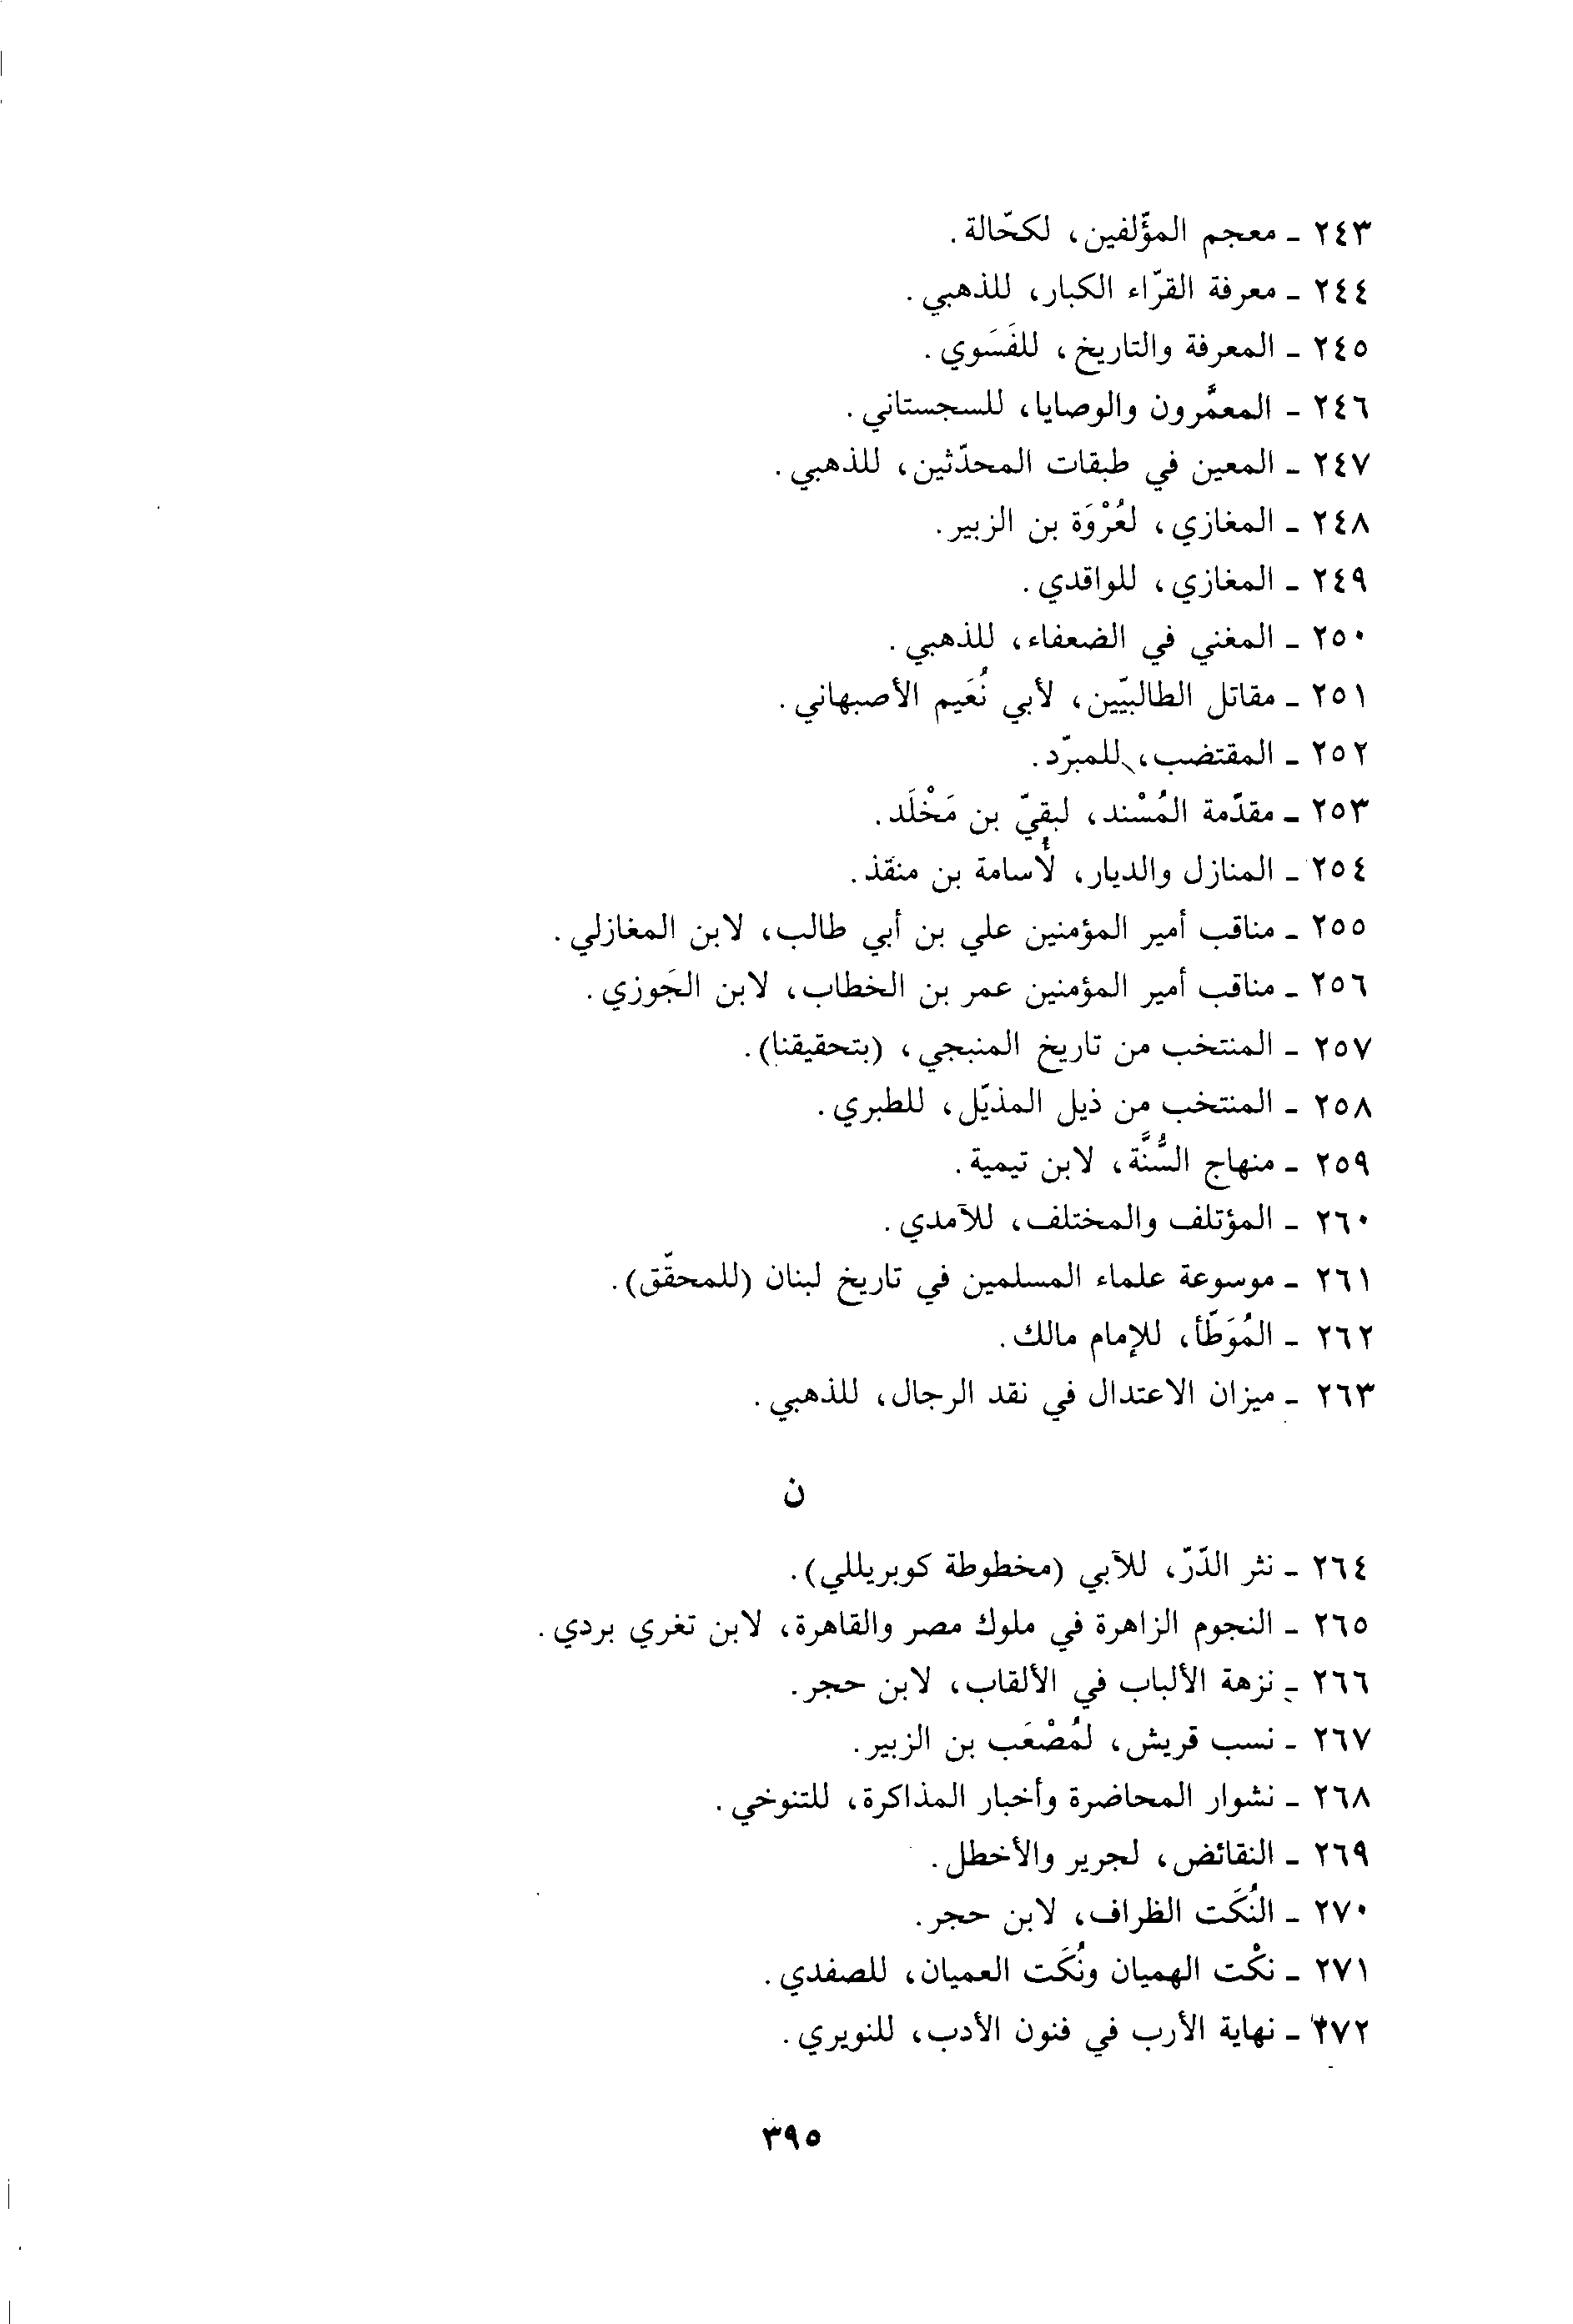 ٢٤٣ - معجم المؤّلفين، لكحّالة.
٢٤٤ - معرفة القرّاء الكبار، للذهبي.
٢٤٥ - المعرفة والتاريخ، للفَسَوي.
٢٤٦ - المعمَّرون والوصايا، للسجستاني.
٢٤٧ - المعين في طبقات المحدّثين، للذهبي.
٢٤٨ - المغازي، لعُرْوَة بن الزبير.
٢٤٩ - المغازي، للواقدي.
٢٥٠ - المغني في الضعفاء، للذهبي.
٢٥١ - مقاتل الطالبيّين، لأبي نُعَيم الأصبهاني.
٢٥٢ - المقتضب، للمبرّد.
٢٥٣ - مقدّمة المُسْند، لبقيّ بن مَخْلَد.
٢٥٤ - المنازل والديار، لأُسامة بن منقذ.
٢٥٥ - مناقب أمير المؤمنين علي بن أبي طالب، لابن المغازلي.
٢٥٦ - مناقب أمير المؤمنين عمر بن الخطاب، لابن الجَوزي.
٢٥٧ - المنتخب من تاريخ المنبجي، (بتحقيقنا).
٢٥٨ - المنتخب من ذيل المذيّل، للطبري.
٢٥٩ - منهاج السُّنَّة، لابن تيمية.
٢٦٠ - المؤتلف والمختلف، للآمدي.
٢٦١ - موسوعة علماء المسلمين في تاريخ لبنان (للمحقّق).
٢٦٢ - المُوَطّأ، للإمام مالك.
٢٦٣ - ميزان الاعتدال في نقد الرجال، للذهبي.
ن
٢٦٤ - نثر الدّرّ، للآبي (مخطوطة كوبريللي).
٢٦٥ - النجوم الزاهرة في ملوك مصر والقاهرة، لابن تغري بردي.
٢٦٦ - نزهة الألباب في الألقاب، لابن حجر.
٢٦٧ - نسب قريش، لمُصْعَب بن الزبير.
٢٦٨ - نشوار المحاضرة وأخبار المذاكرة، للتنوخي.
٢٦٩ - النقائض، لجرير والأخطل.
٢٧٠ - النُكَت الظراف، لابن حجر.
٢٧١ - نكْت الهميان ونُكَت العميان، للصفدي.
٢٧٢ - نهاية الأرب في فنون الأدب، للنويري.
٣٩٥